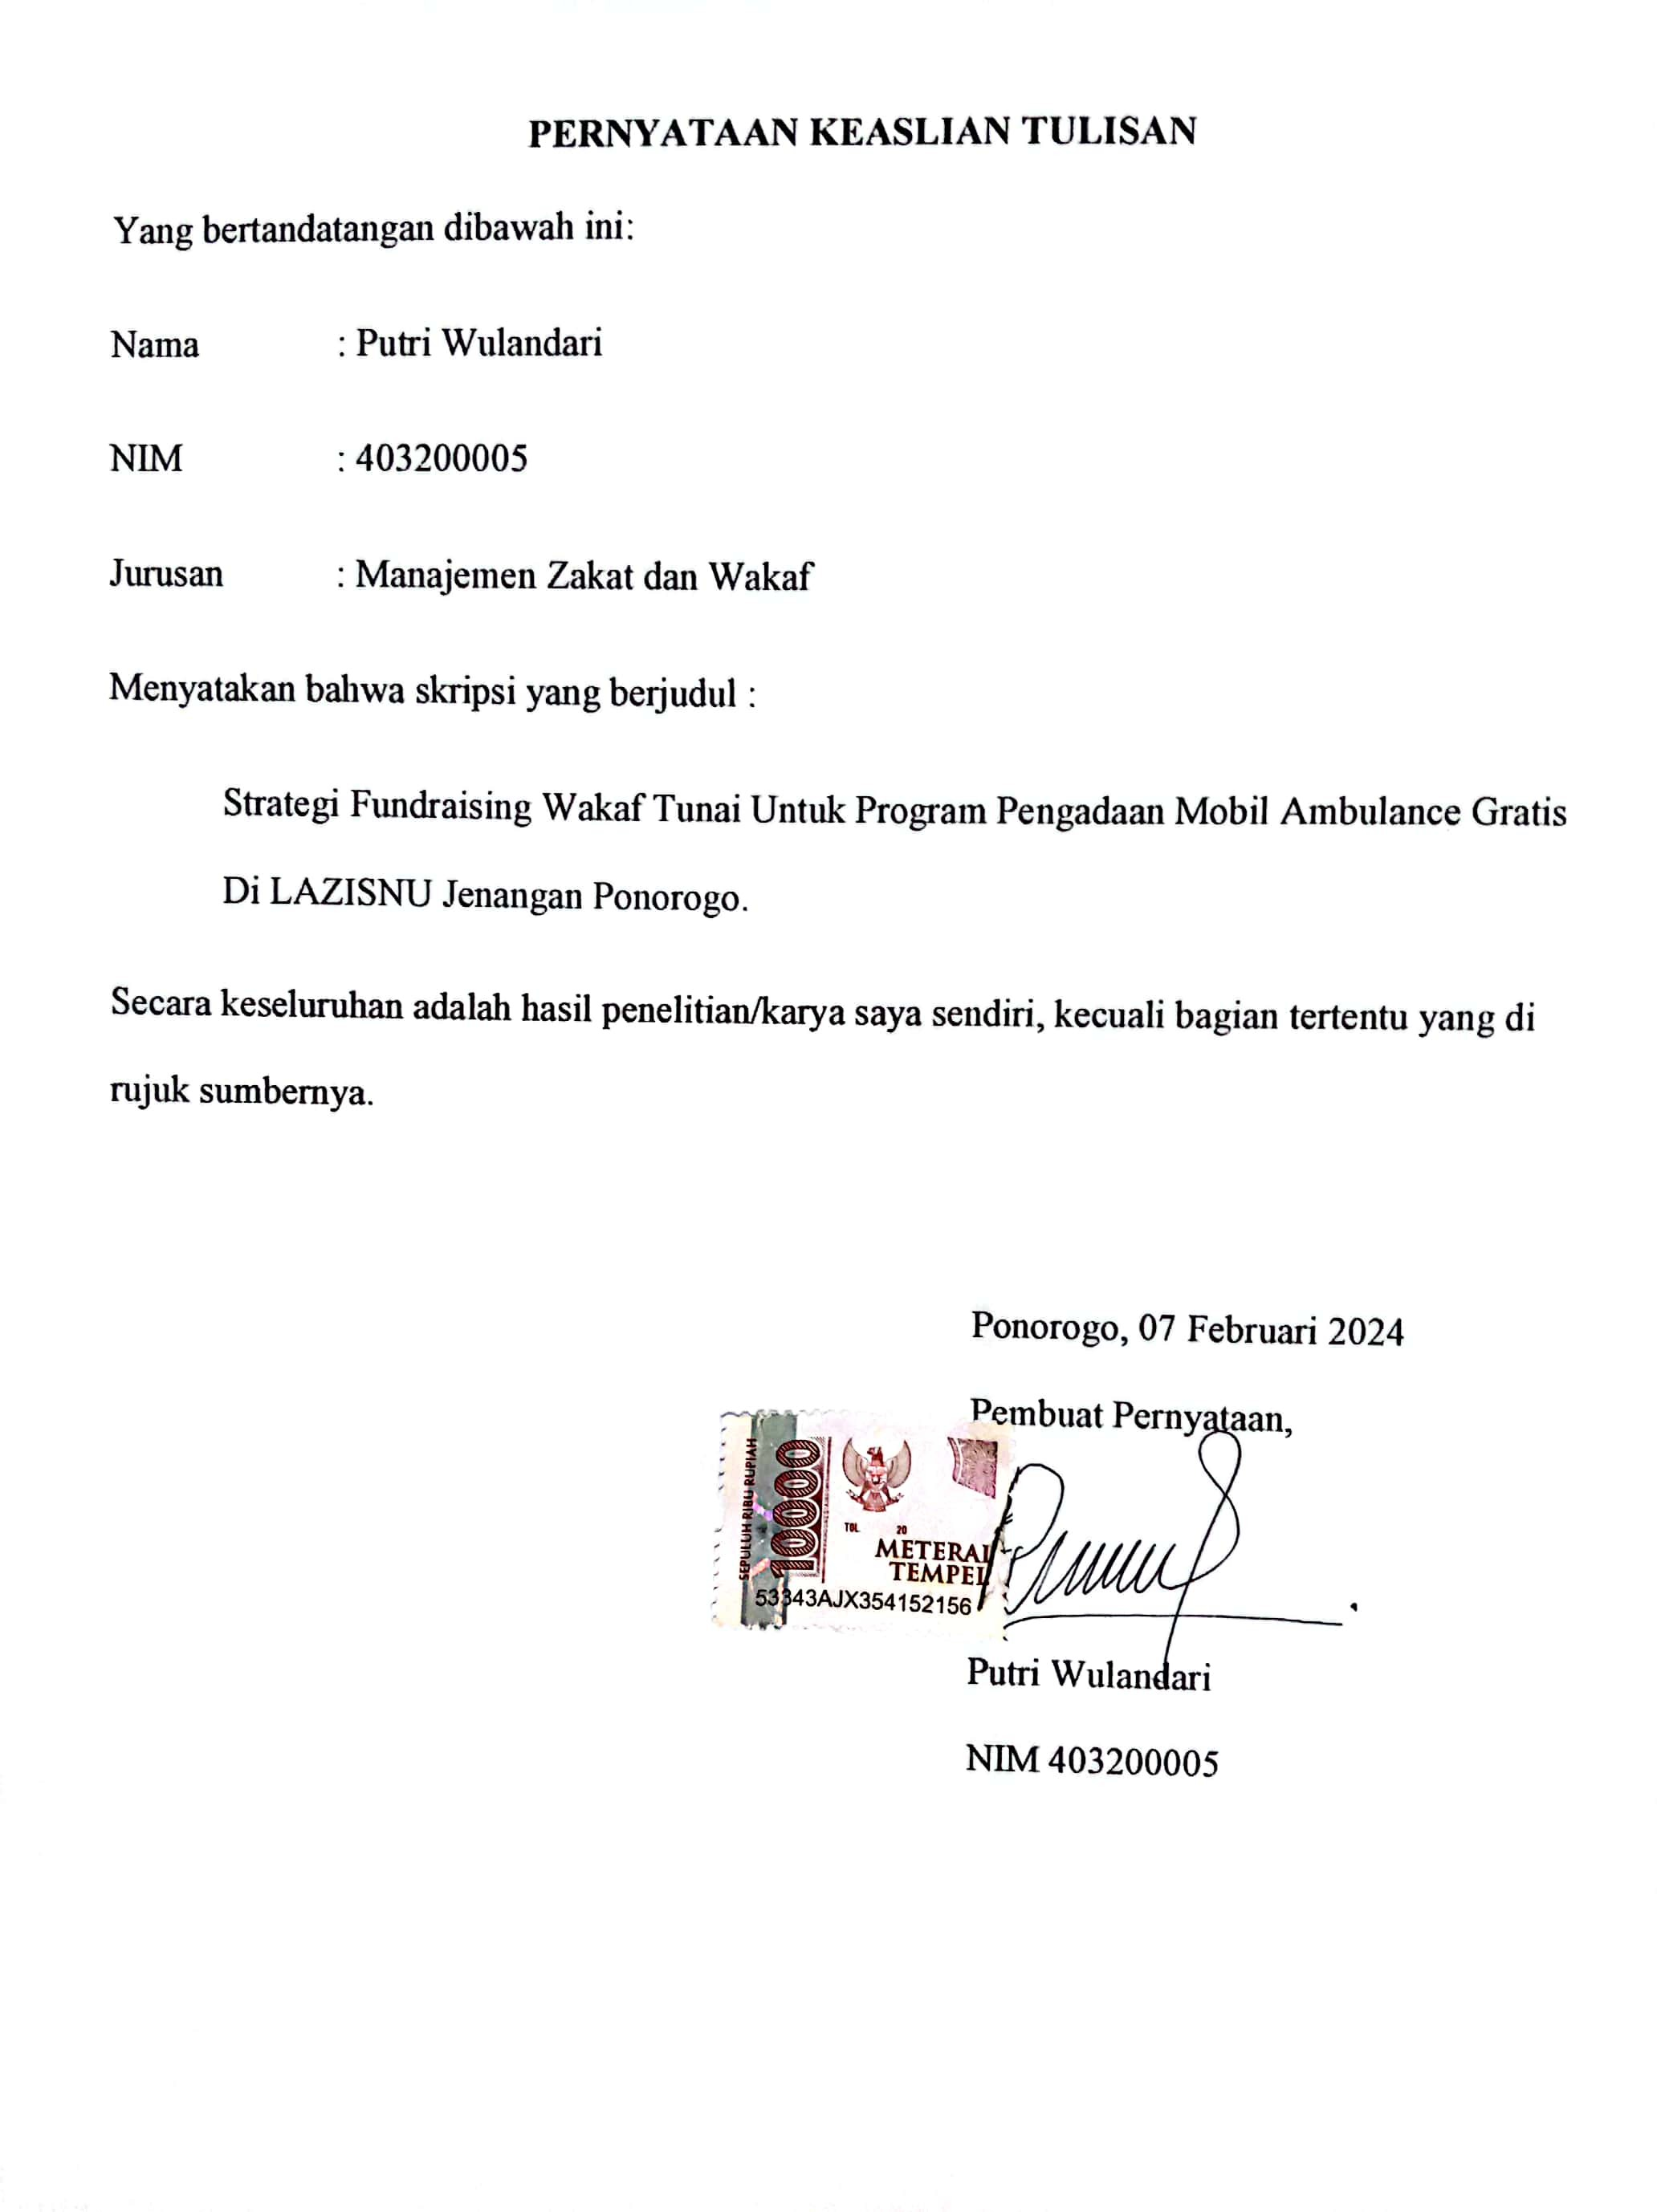 PERNYATAAN KEASLIAN TULISAN
Yang bertandatangan dibawah ini:
Nama : Putri Wulandari
NIM : 403200005
Jurusan : Manajemen Zakat dan Wakaf
Menyatakan bahwa skripsi yang berjudul :
Strategi Fundraising Wakaf Tunai Untuk Program Pengadaan Mobil Ambulance Gratis
Di LAZISNU Jenangan Ponorogo.
Secara keseluruhan adalah hasil penelitian/karya saya sendiri, kecuali bagian tertentu yang di
rujuk sumbernya.
Ponorogo, 07 Februari 2024
Pembuat Pernyataan,
SEPULUH RIBU RUPIAH
10000
TGL 20
METERAI
TEMPEL
53343AJX354152156
Putri Wulandari
NIM 403200005